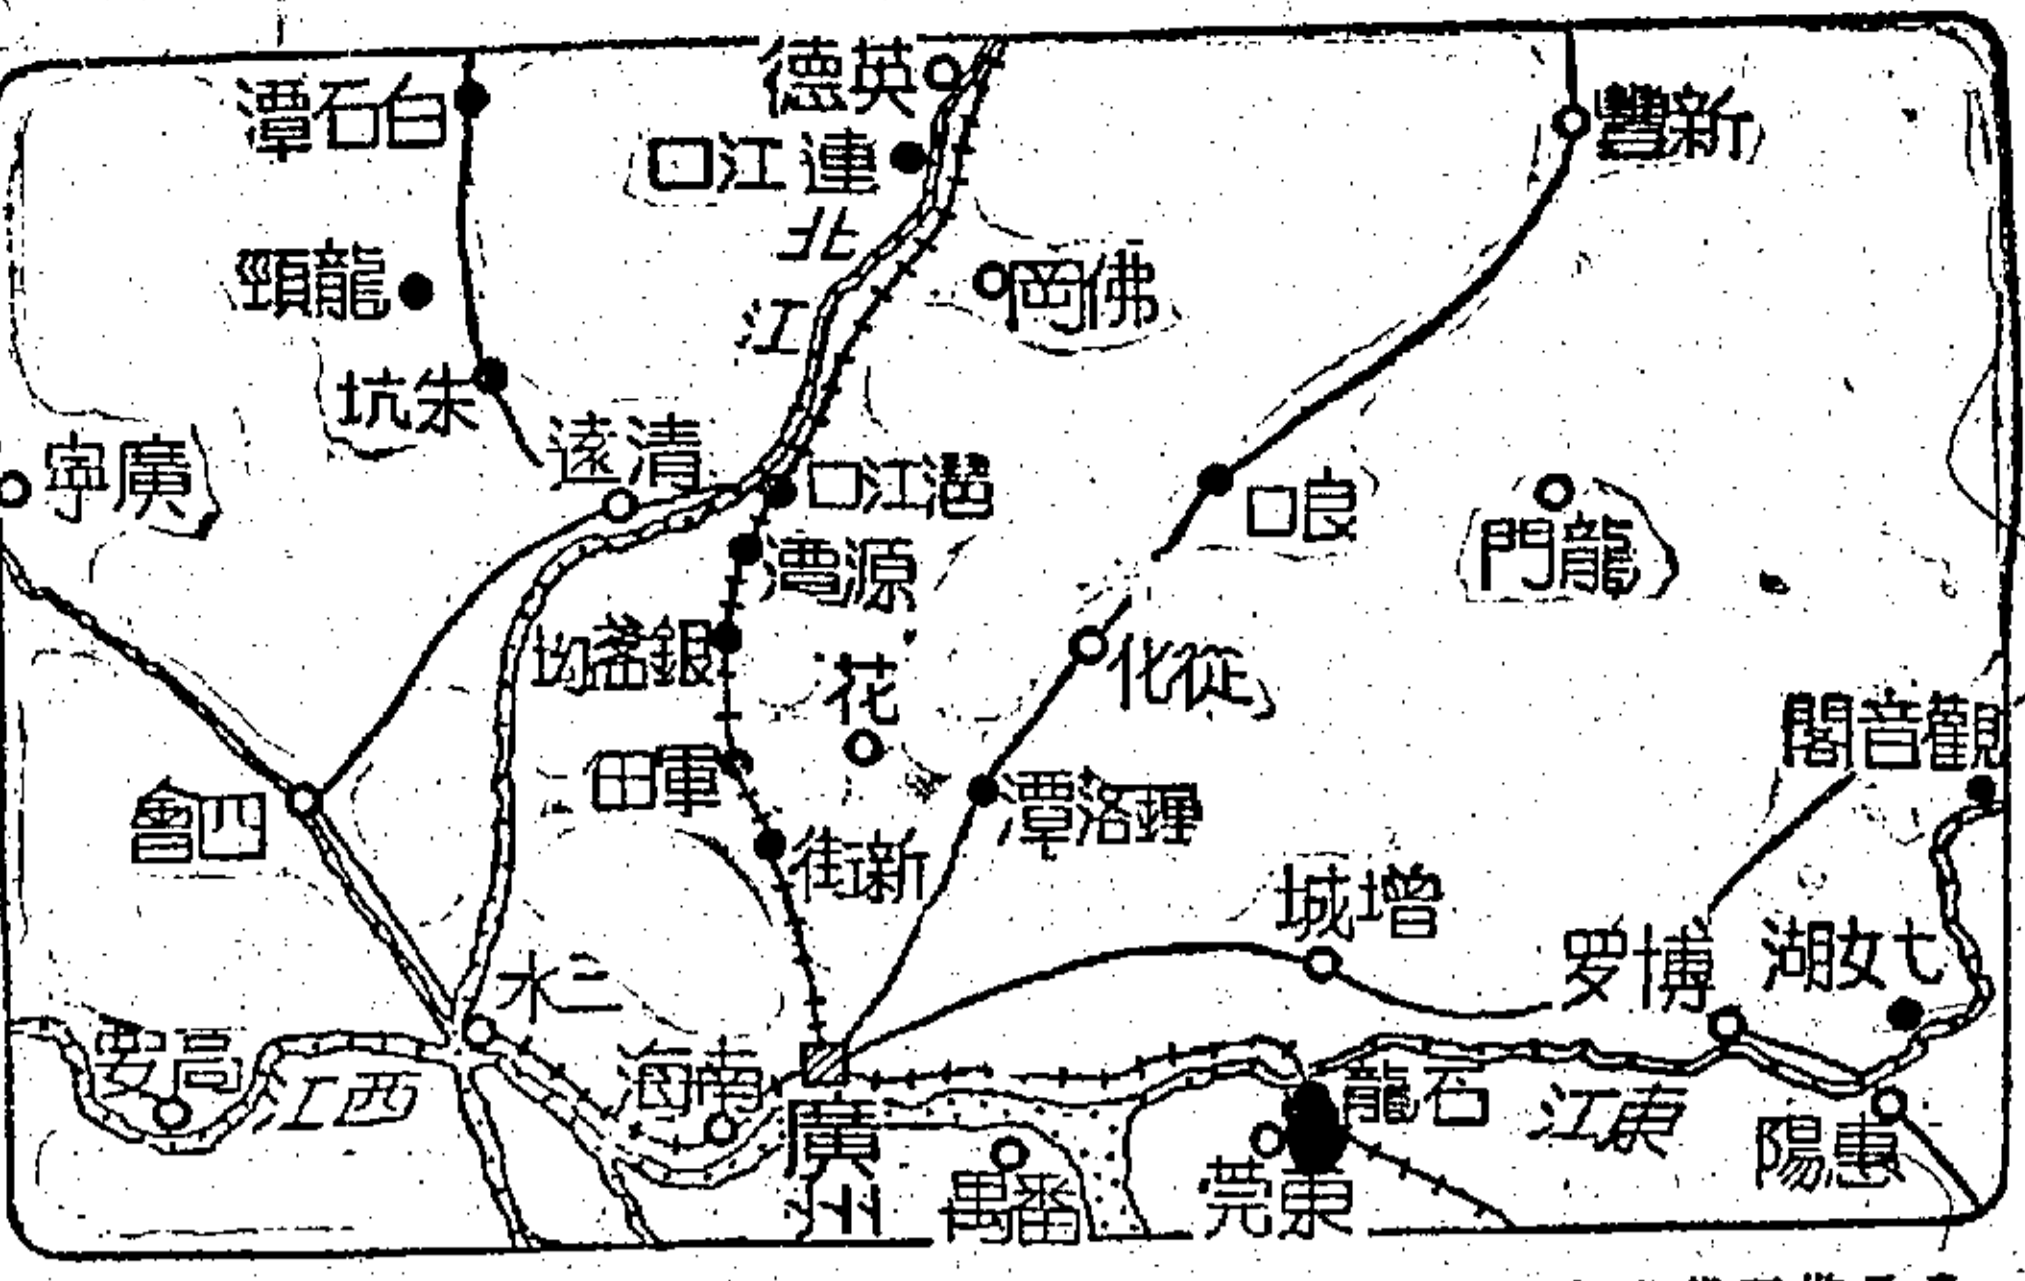 英德
白石潭
新豐
連江口
北江
龍頸
佛岡
朱坑
清遠
廣寧
潖江口
良口
龍門
源潭
銀盞坳
花
從化
觀音閣
軍田
四會
新街
鍾洛潭
增城
博罗
七女湖
三水
高要
西江
南海
廣州
石龍
東江
惠陽
番禺
東莞